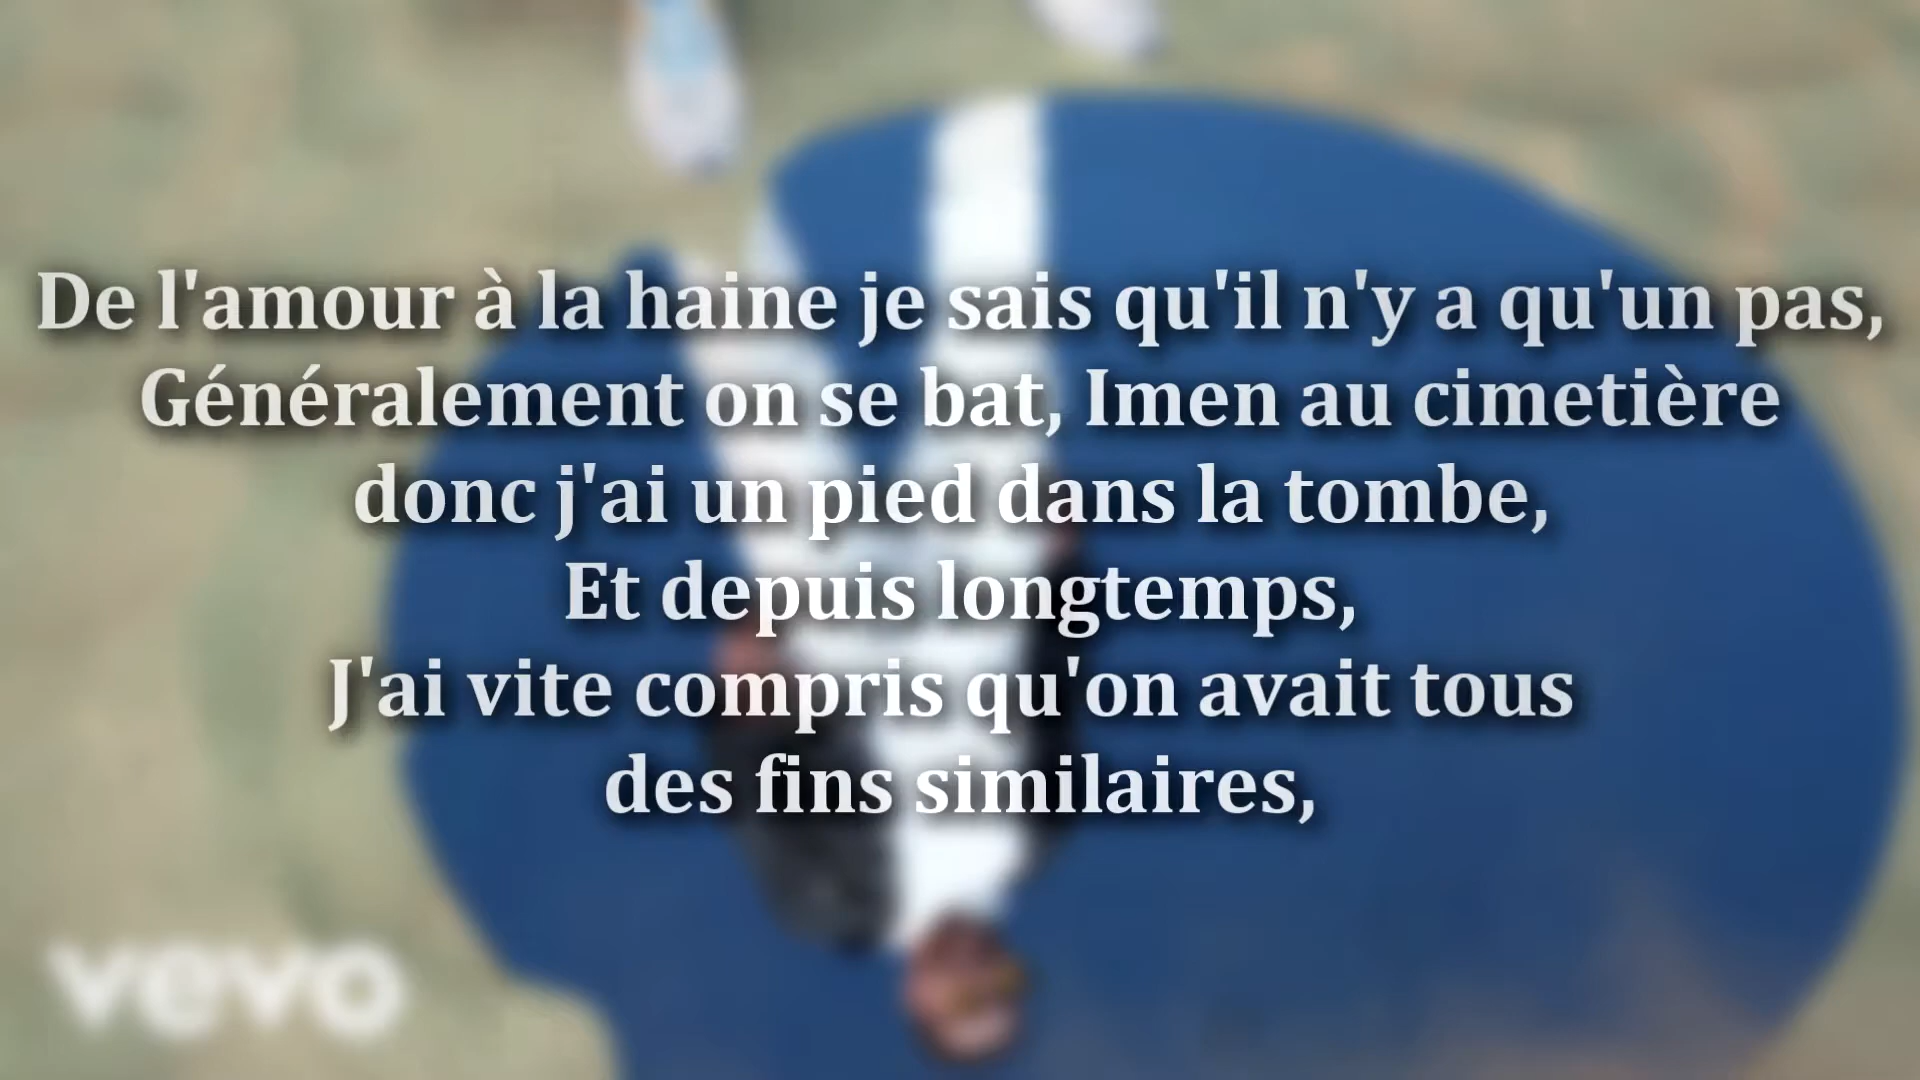 De l'amour à la haine je sais qu'il n'y a qu'un pas,
Généralement on se bat, Imen au cimetière
donc j'ai un pied dans la tombe,
Et depuis longtemps,
J'ai vite compris qu'on avait tous
des fins similaires,
vevo